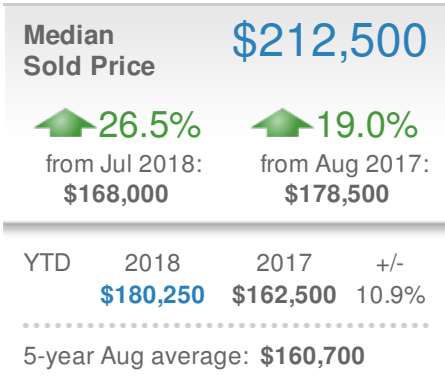 Median $212,500
Sold Price
26.5% 19.0%
from Jul 2018: from Aug 2017:
$168,000 $178,500
YTD 2018 2017 +/-
$180,250 $162,500 10.9%
5-year Aug average: $160,700